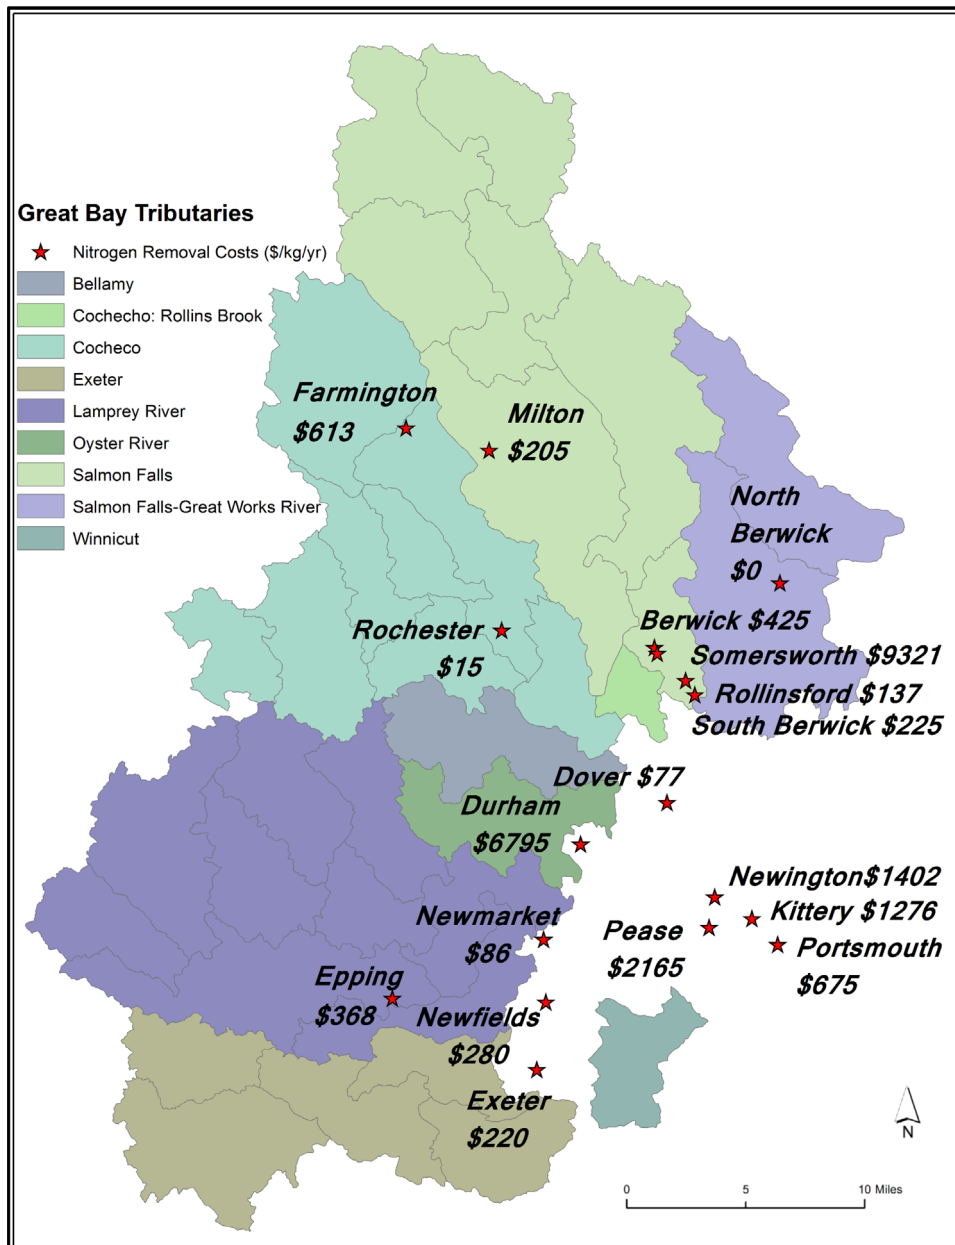 Great Bay Tributaries
Nitrogen Removal Costs ($/kg/yr)
Bellamy
Cochecho: Rollins Brook
Cocheco
Exeter
Lamprey River
Oyster River
Salmon Falls
Salmon Falls-Great Works River
Winnicut
Farmington
$613
Milton
$205
North
Berwick
$0
Berwick $425
Rochester
$15
Somersworth $9321
Rollinsford $137
South Berwick $225
Dover $77
Durham
$6795
Newington$1402
Kittery $1276
Newmarket
$86
Pease
$2165
Portsmouth
$675
Epping
$368
Newfields
$280
Exeter
$220
N
0 5 10 Miles